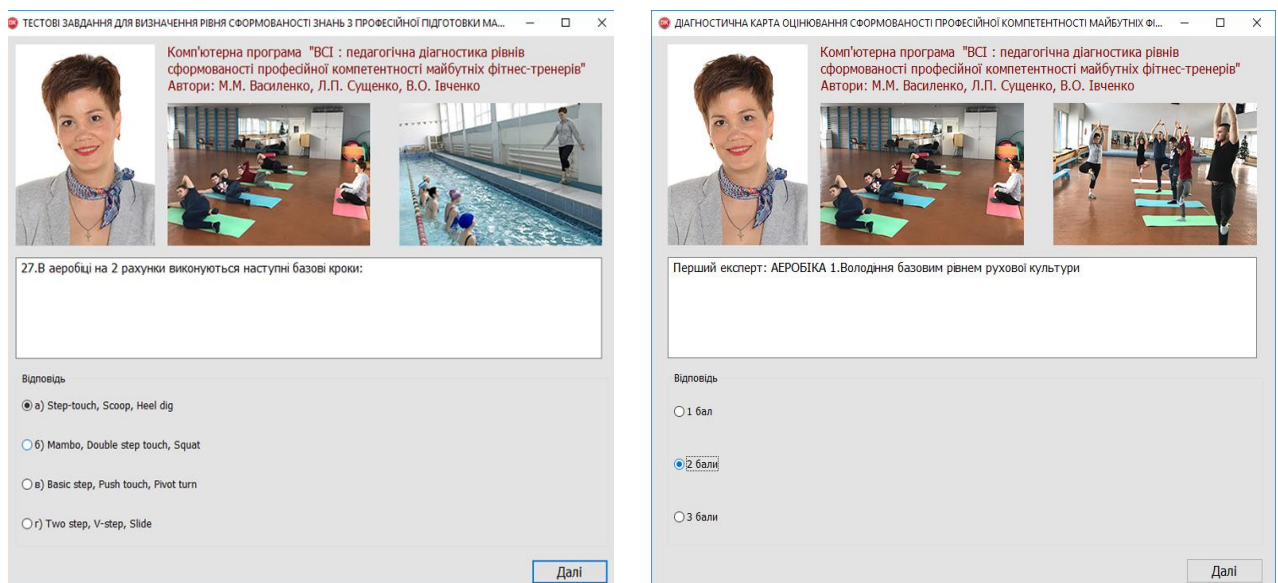 ТЕСТОВІ ЗАВДАННЯ ДЛЯ ВИЗНАЧЕННЯ РІВНЯ СФОРМОВАНОСТІ ЗНАНЬ З ПРОФЕСІЙНОЇ ПІДГОТОВКИ МА...
Комп'ютерна програма "ВСІ : педагогічна діагностика рівнів
сформованості професійної компетентності майбутніх фітнес-тренерів"
Автори: М.М. Василенко, Л.П. Сущенко, В.О. Івченко
27.В аеробіці на 2 рахунки виконуються наступні базові кроки:
Відповідь
а) Step-touch, Scoop, Heel dig
б) Mambo, Double step touch, Squat
в) Basic step, Push touch, Pivot turn
г) Two step, V-step, Slide
Далі
ДІАГНОСТИЧНА КАРТА ОЦІНЮВАННЯ СФОРМОВАНОСТІ ПРОФЕСІЙНОЇ КОМПЕТЕНТНОСТІ МАЙБУТНІХ ФІ...
Комп'ютерна програма "ВСІ : педагогічна діагностика рівнів
сформованості професійної компетентності майбутніх фітнес-тренерів"
Автори: М.М. Василенко, Л.П. Сущенко, В.О. Івченко
Перший експерт: АЕРОБІКА 1.Володіння базовим рівнем рухової культури
Відповідь
1 бал
2 бали
3 бали
Далі